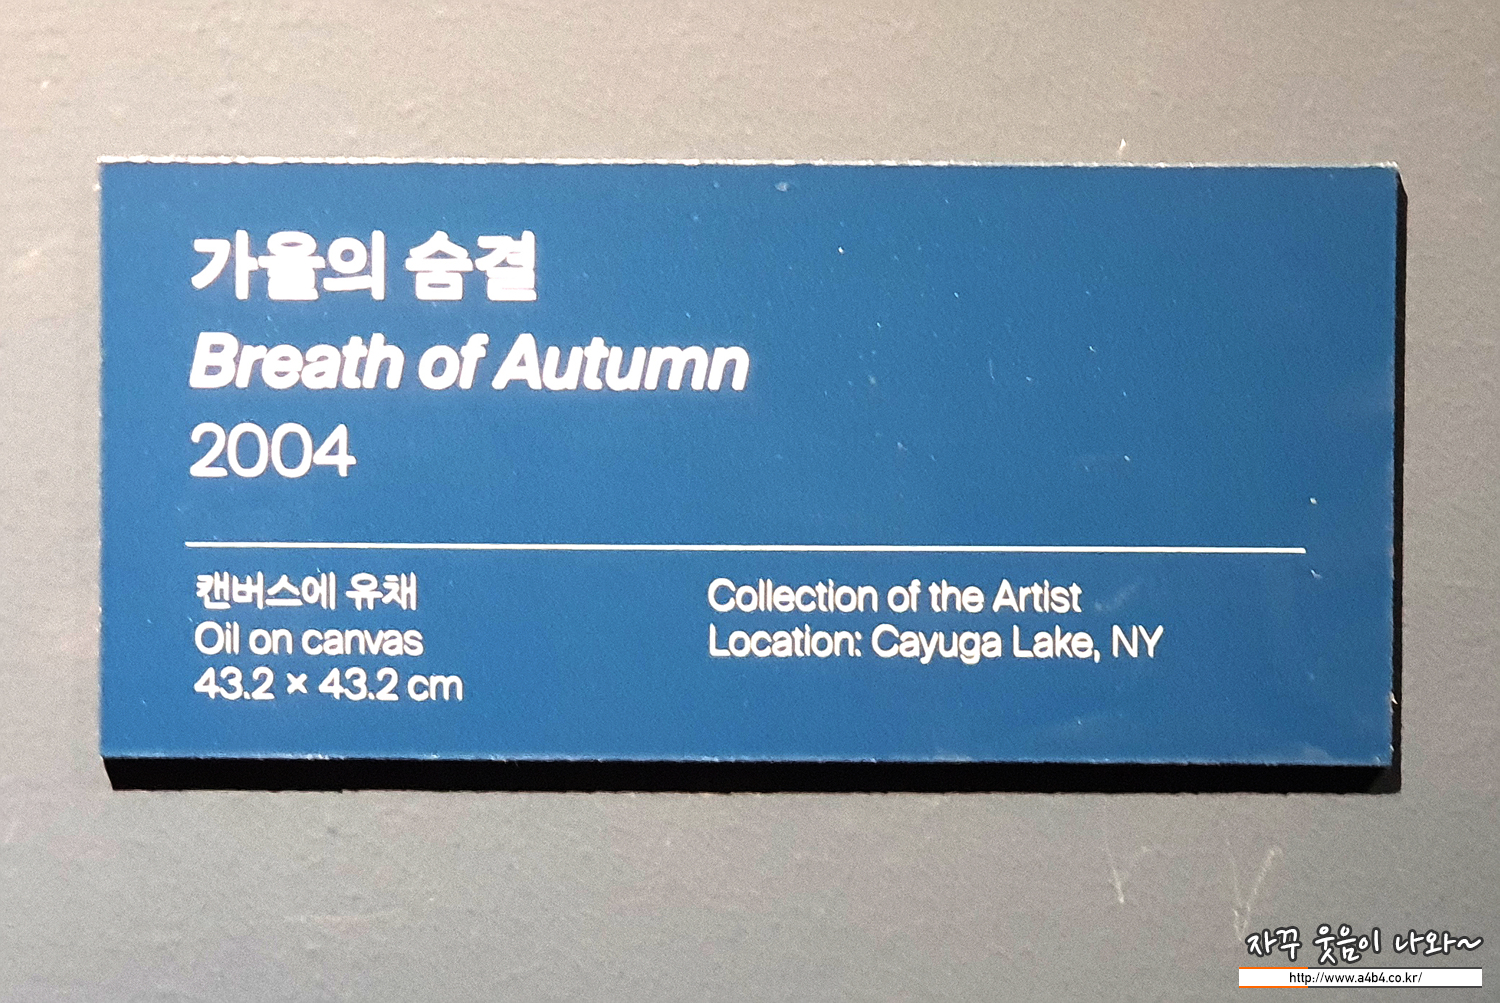 가을의 숨결
Breath of Autumn
2004
캔버스에 유채
Oil on canvas
43.2 × 43.2 cm
Collection of the Artist
Location: Cayuga Lake, NY
자꾸 웃음이 나와~
http://www.a4b4.co.kr/